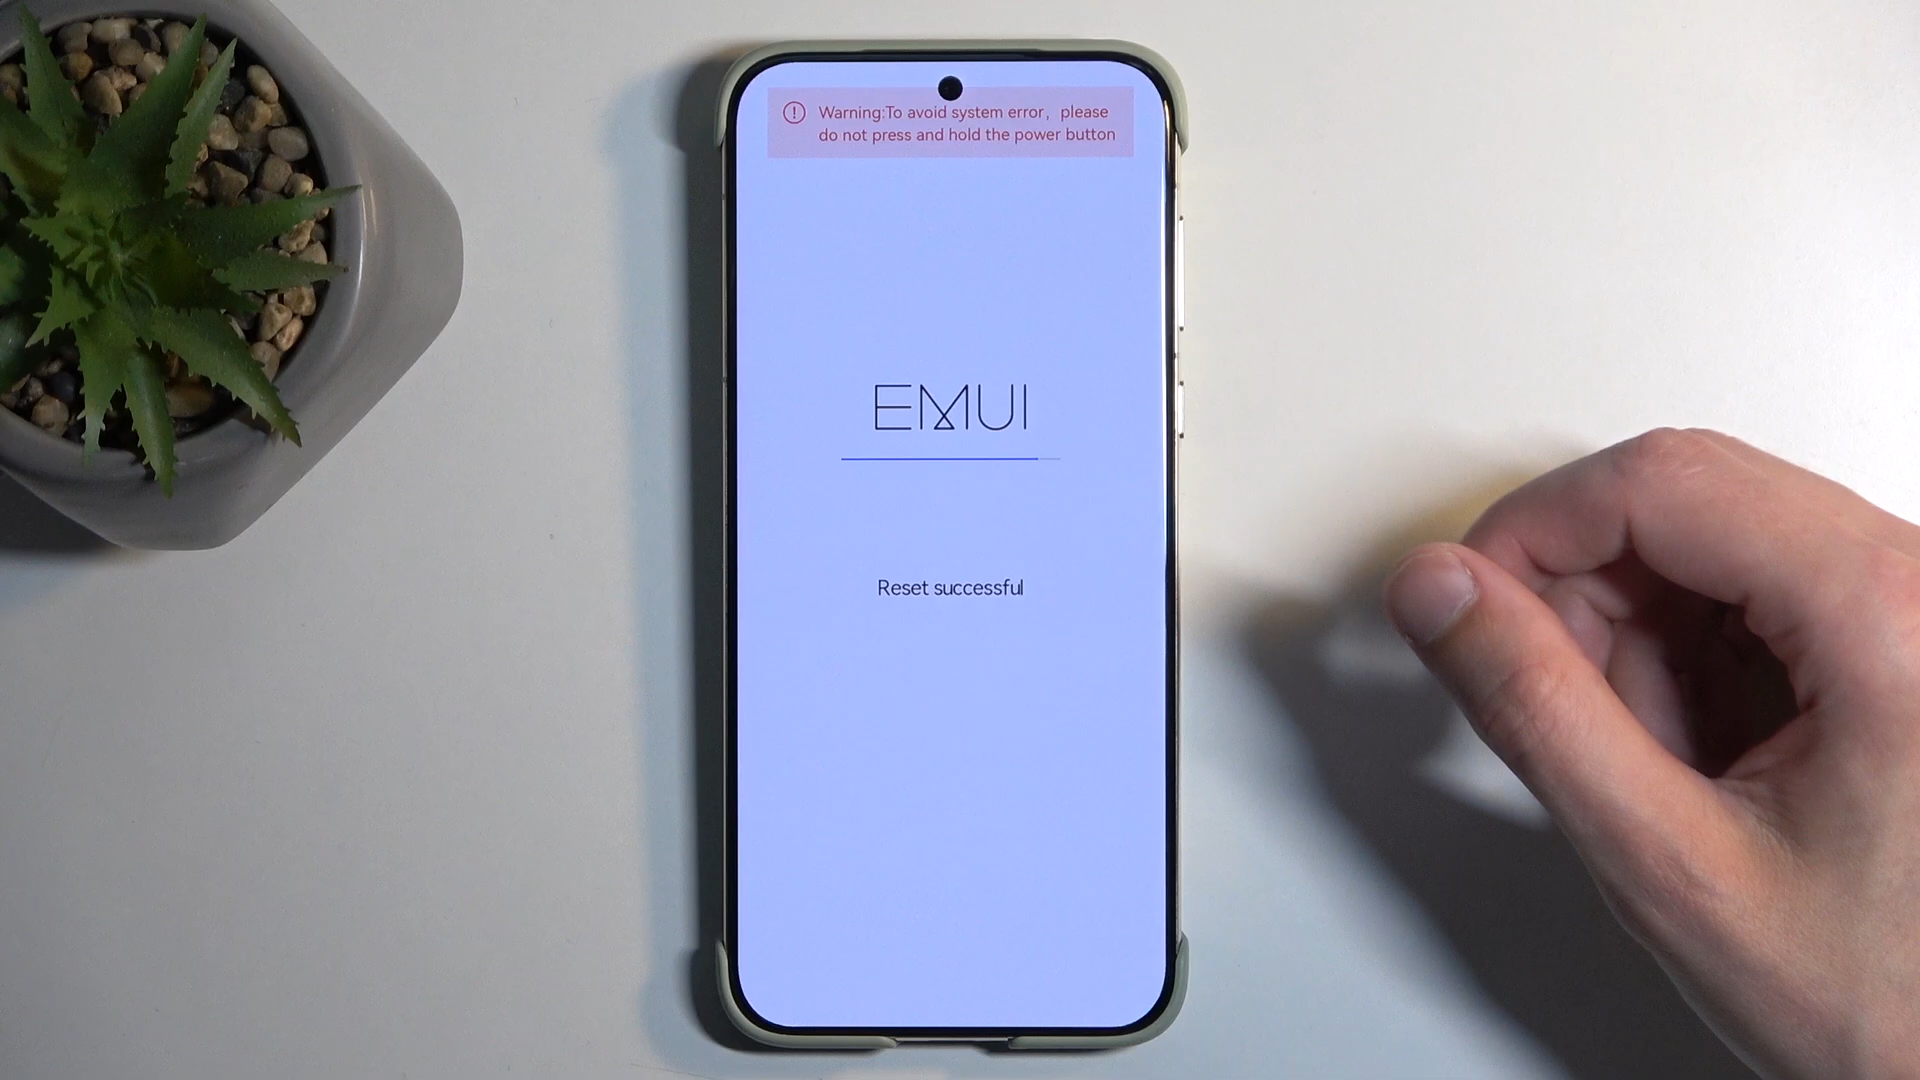 Warning:To avoid system error，please
do not press and hold the power button
EMUI
Reset successful